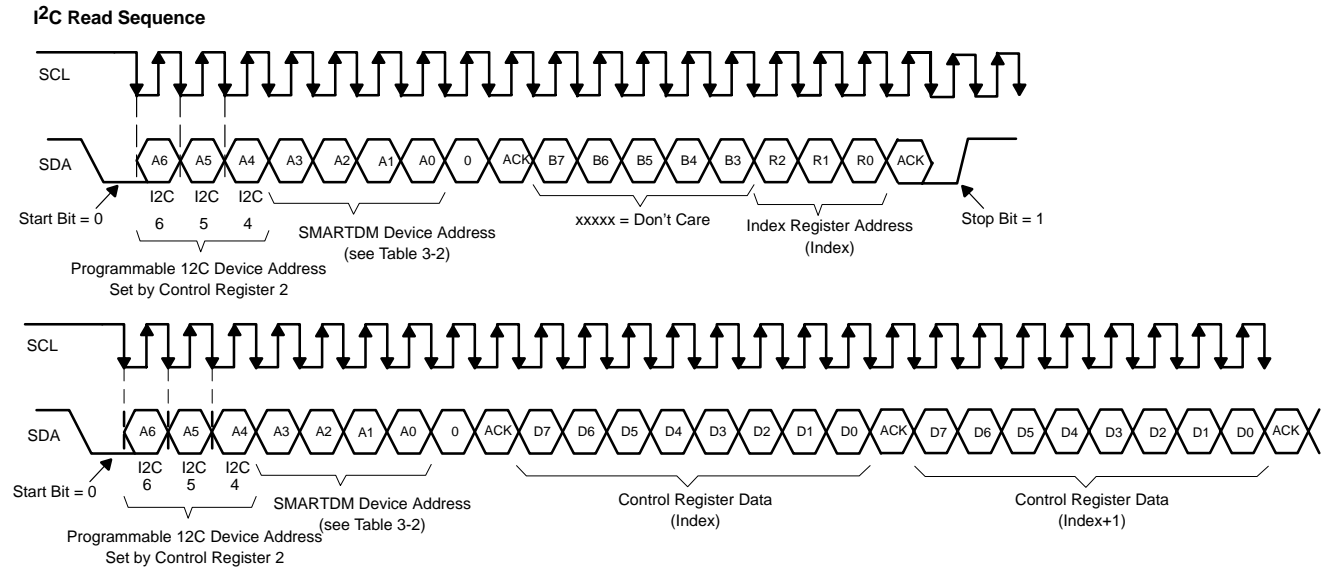 I2C Read Sequence
SCL
SDA A6 A5 A4 A3 A2 A1 A0 0 ACK B7 B6 B5 B4 B3 R2 R1 R0 ACK
I2C I2C I2C
6 5 4
Start Bit = 0
SMARTDM Device Address
(see Table 3-2)
xxxxx = Don't Care
Index Register Address
(Index)
Stop Bit = 1
Programmable 12C Device Address
Set by Control Register 2
SCL
SDA A6 A5 A4 A3 A2 A1 A0 0 ACK D7 D6 D5 D4 D3 D2 D1 D0 ACK D7 D6 D5 D4 D3 D2 D1 D0 ACK
I2C I2C I2C
6 5 4
Start Bit = 0
SMARTDM Device Address
(see Table 3-2)
Control Register Data
(Index)
Control Register Data
(Index+1)
Programmable 12C Device Address
Set by Control Register 2